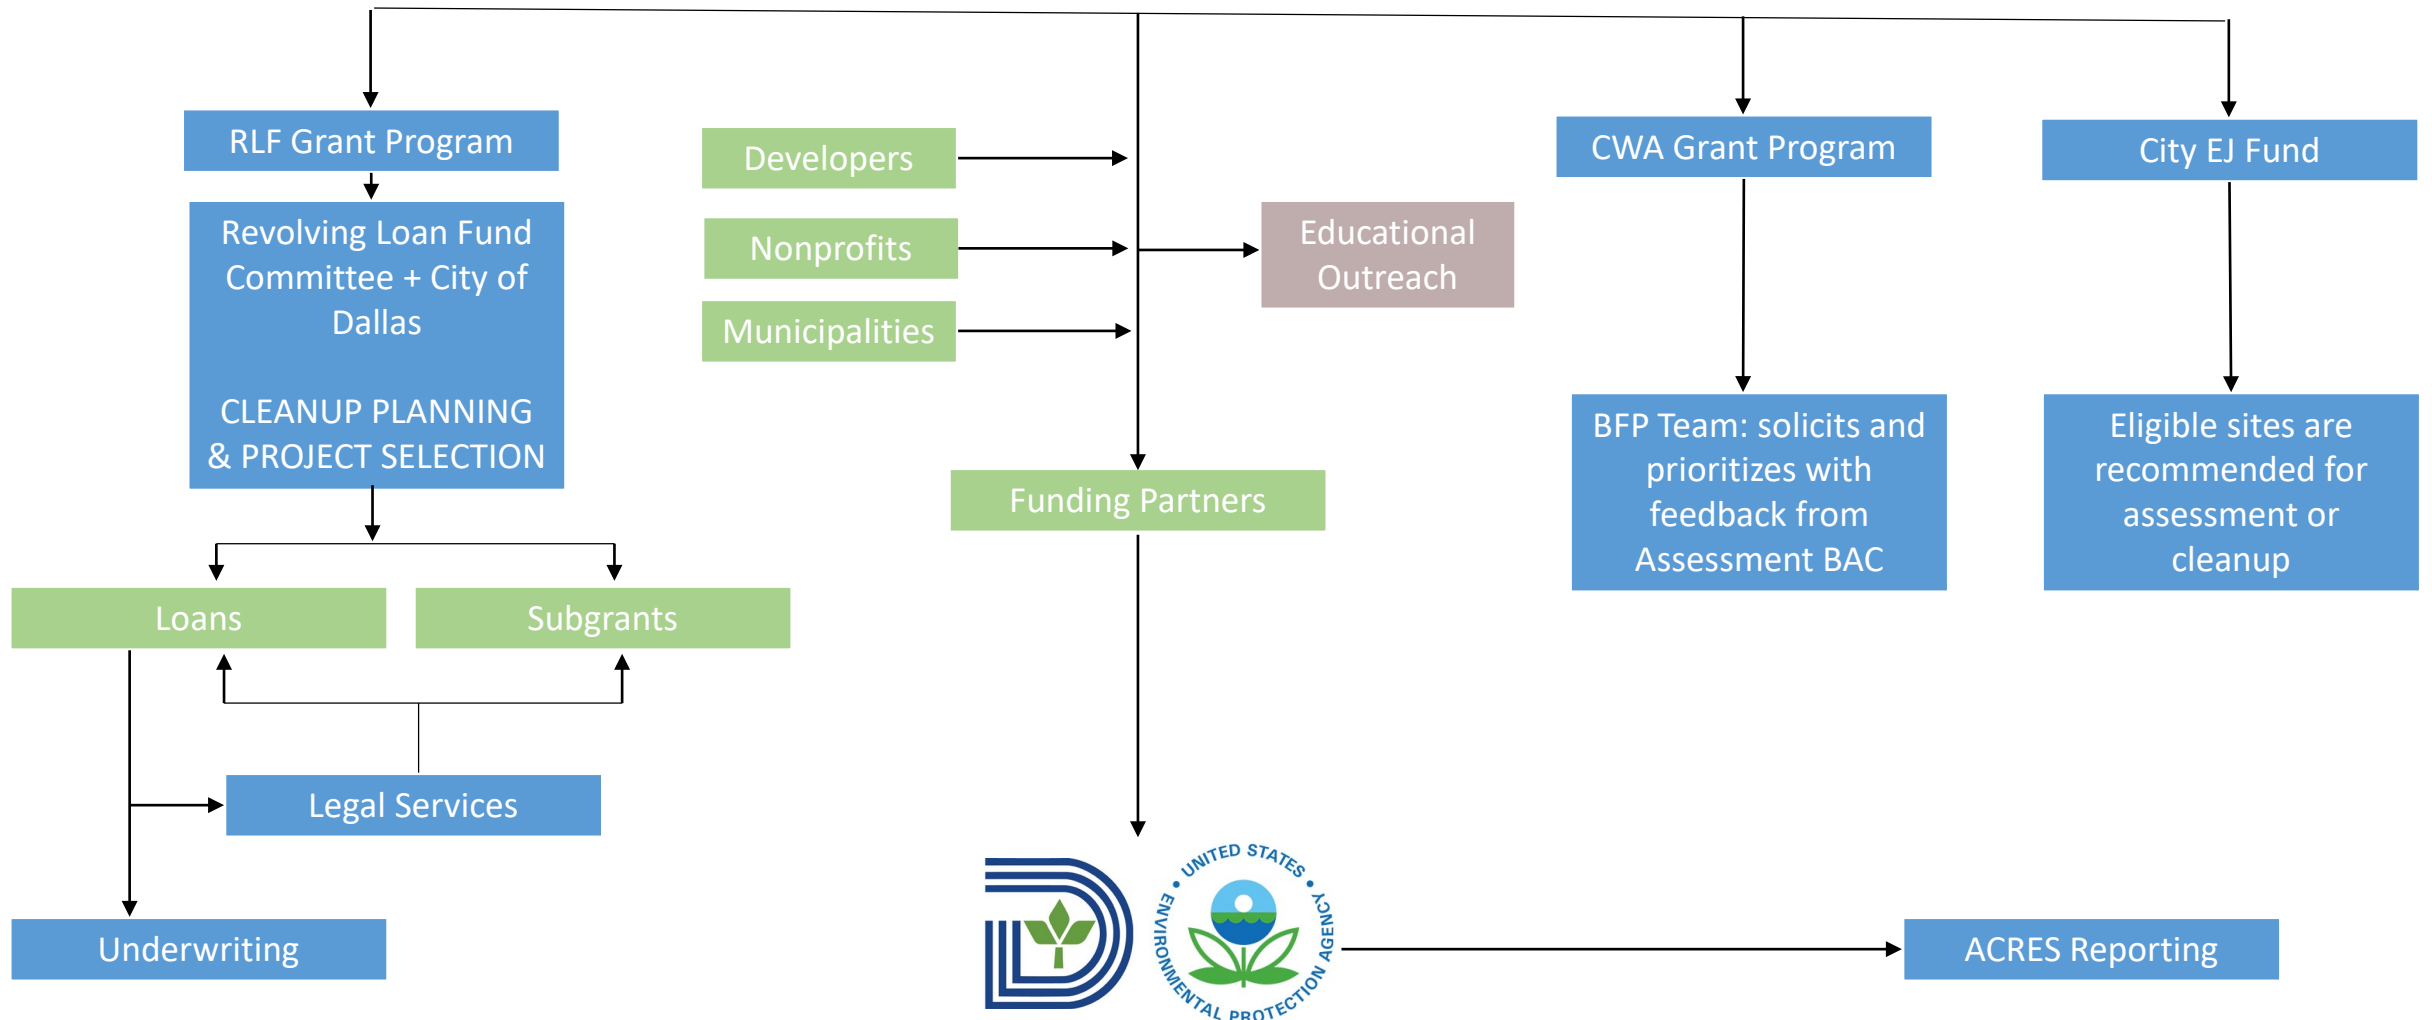 RLF Grant Program
Revolving Loan Fund
Committee + City of
Dallas
CLEANUP PLANNING
& PROJECT SELECTION
Loans
Subgrants
Legal Services
Underwriting
Developers
Nonprofits
Municipalities
Educational
Outreach
Funding Partners
UNITED STATES
ENVIRONMENTAL PROTECTION AGENCY
CWA Grant Program
BFP Team: solicits and
prioritizes with
feedback from
Assessment BAC
City EJ Fund
Eligible sites are
recommended for
assessment or
cleanup
ACRES Reporting